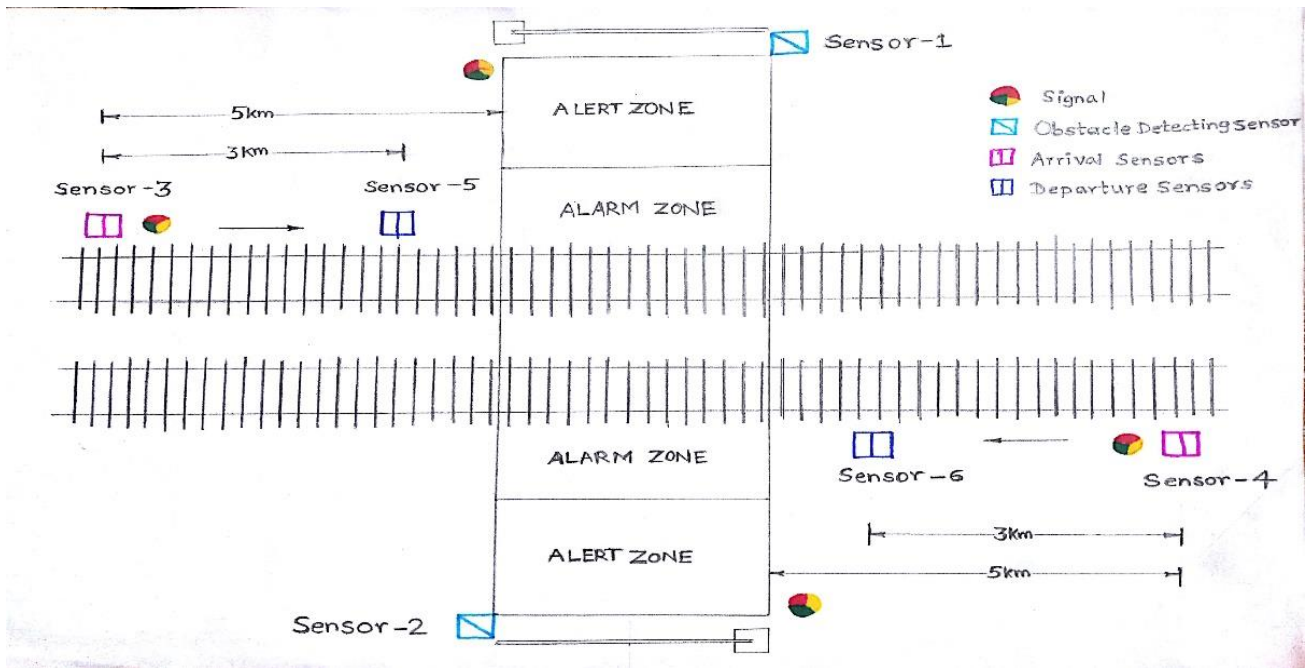 Sensor-1
ALERT ZONE
5km
3km
Sensor-3
Sensor-5
ALARM ZONE
Signal
Obstacle Detecting Sensor
Arrival Sensors
Departure Sensors
ALARM ZONE
Sensor-6
Sensor-4
ALERT ZONE
3km
5km
Sensor-2